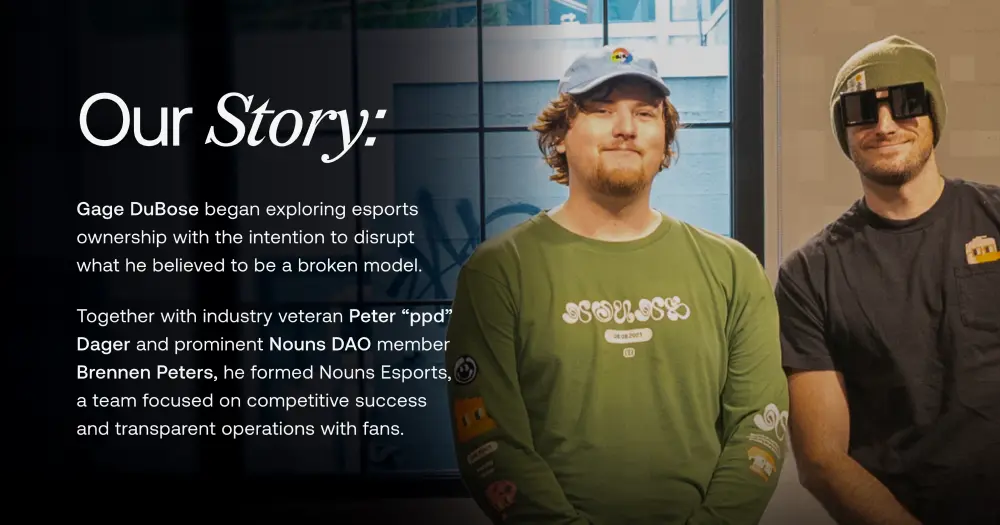 Our Story:
Gage DuBose began exploring esports
ownership with the intention to disrupt
what he believed to be a broken model.
Together with industry veteran Peter “ppd”
Dager and prominent Nouns DAO member
Brennen Peters, he formed Nouns Esports,
a team focused on competitive success
and transparent operations with fans.
NOUNS